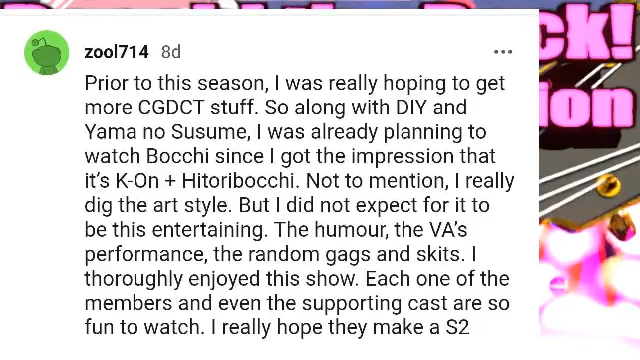 zool714 8d
Prior to this season, I was really hoping to get
more CGDCT stuff. So along with DIY and
Yama no Susume, I was already planning to
watch Bocchi since I got the impression that
it's K-On + Hitoribocchi. Not to mention, I really
dig the art style. But I did not expect for it to
be this entertaining. The humour, the VA's
performance, the random gags and skits. I
thoroughly enjoyed this show. Each one of the
members and even the supporting cast are so
fun to watch. I really hope they make a S2
ck!
ion